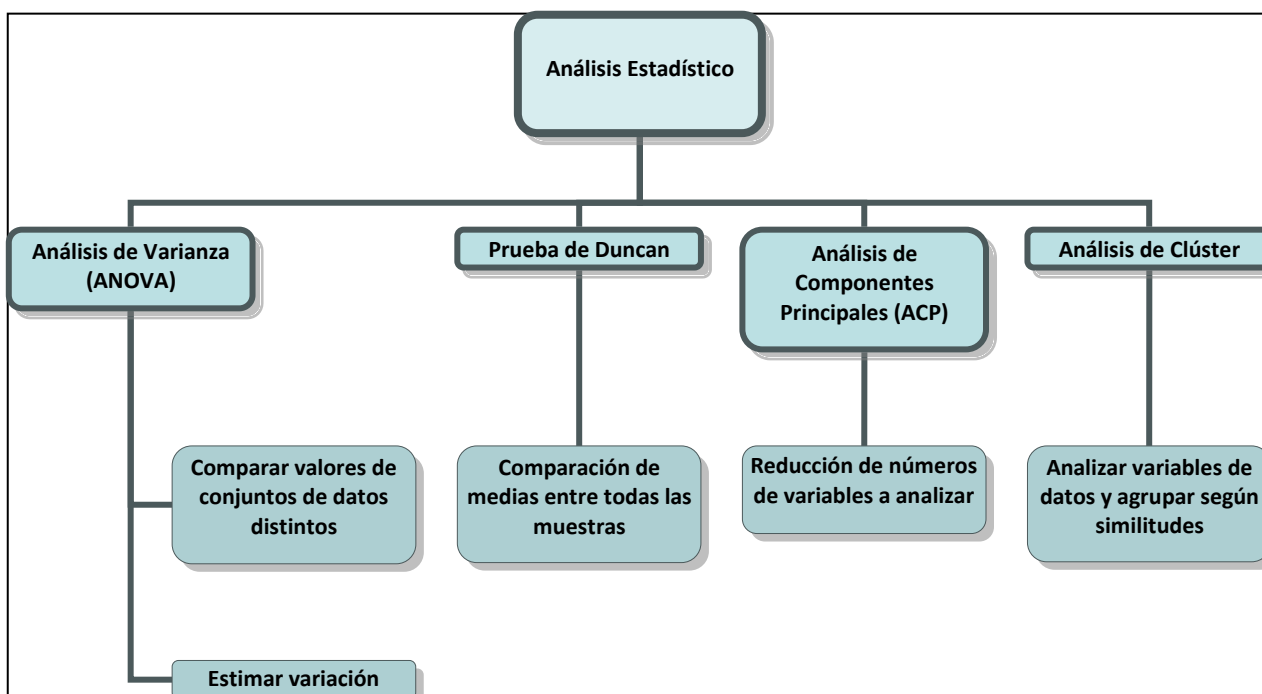 Análisis Estadístico
Análisis de Varianza
(ANOVA)
Prueba de Duncan
Análisis de
Componentes
Principales (ACP)
Análisis de Clúster
Comparar valores de
conjuntos de datos
distintos
Comparación de
medias entre todas las
muestras
Reducción de números
de variables a analizar
Analizar variables de
datos y agrupar según
similitudes
Estimar variación